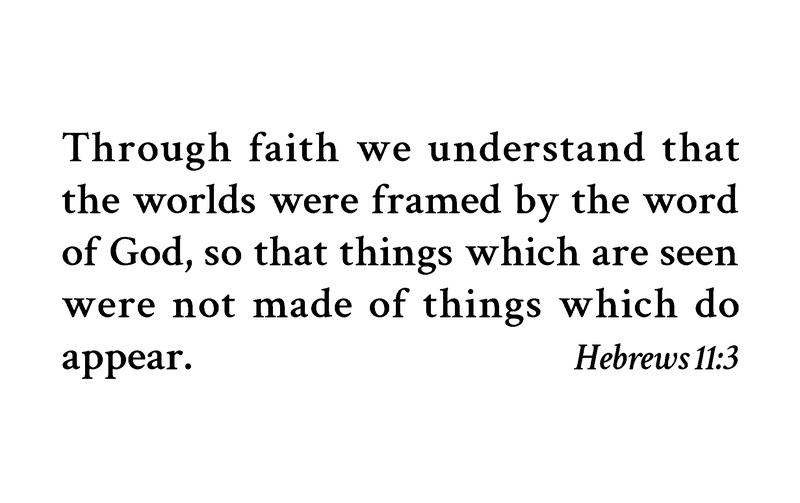 Through faith we understand that
the worlds were framed by the word
of God, so that things which are seen
were not made of things which do
appear. Hebrews 11:3